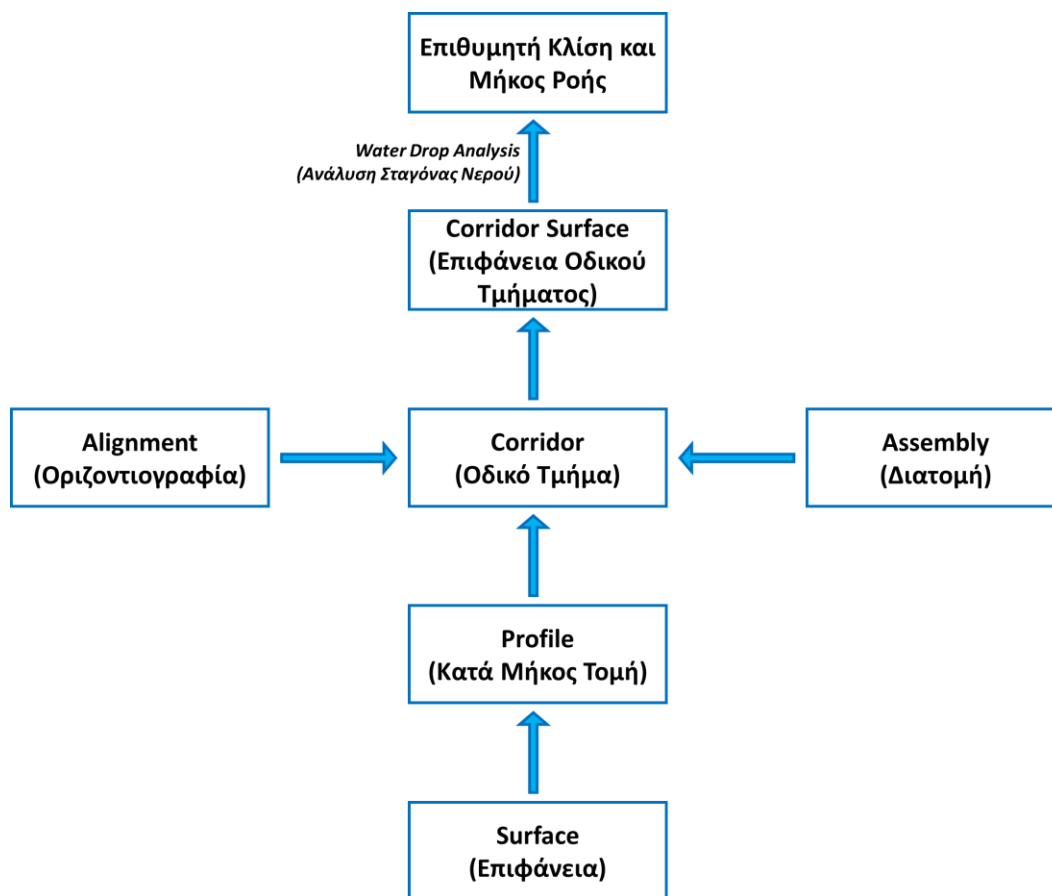 Επιθυμητή Κλίση και
Μήκος Ροής
Water Drop Analysis
(Ανάλυση Σταγόνας Νερού)
Corridor Surface
(Επιφάνεια Οδικού
Τμήματος)
Alignment
(Οριζοντιογραφία)
Corridor
(Οδικό Τμήμα)
Assembly
(Διατομή)
Profile
(Κατά Μήκος Τομή)
Surface
(Επιφάνεια)